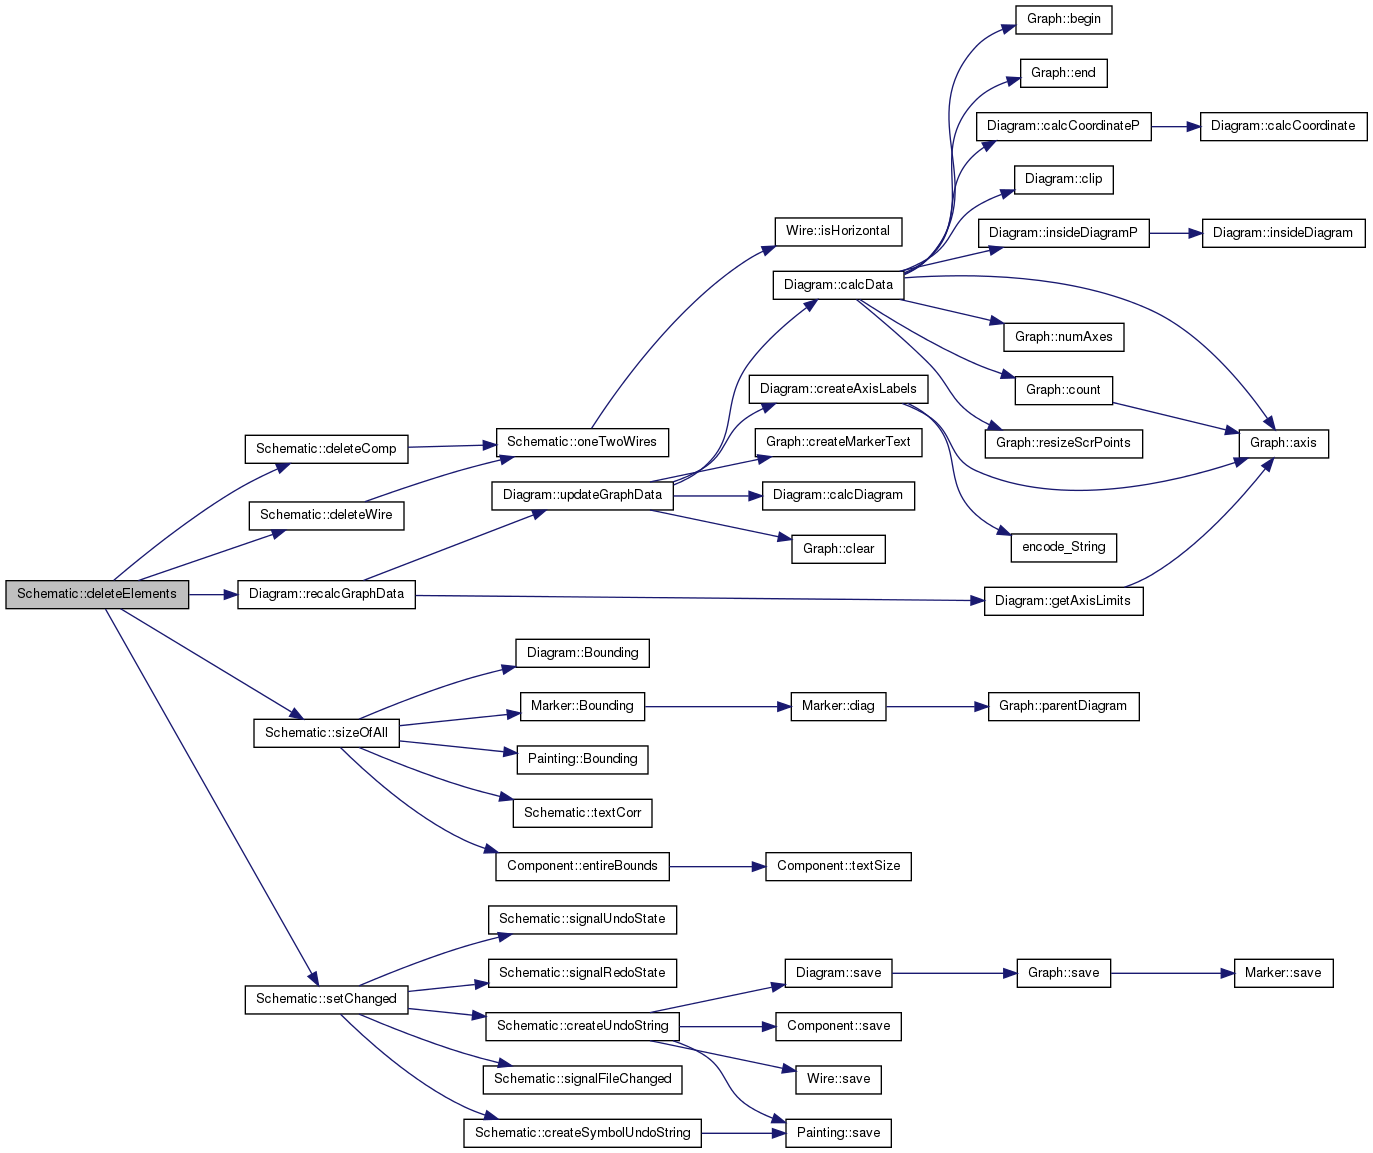 Graph::begin
Graph::end
Diagram::calcCoordinateP
Diagram::calcCoordinate
Diagram::clip
Wire::isHorizontal
Diagram::insideDiagramP
Diagram::insideDiagram
Diagram::calcData
Graph::numAxes
Diagram::createAxisLabels
Graph::count
Schematic::deleteComp
Schematic::oneTwoWires
Graph::createMarkerText
Graph::resizeScrPoints
Graph::axis
Diagram::updateGraphData
Diagram::calcDiagram
Schematic::deleteWire
Graph::clear
encode_String
Schematic::deleteElements
Diagram::recalcGraphData
Diagram::getAxisLimits
Diagram::Bounding
Marker::Bounding
Marker::diag
Graph::parentDiagram
Schematic::sizeOfAll
Painting::Bounding
Schematic::textCorr
Component::entireBounds
Component::textSize
Schematic::signalUndoState
Schematic::signalRedoState
Diagram::save
Graph::save
Marker::save
Schematic::setChanged
Schematic::createUndoString
Component::save
Schematic::signalFileChanged
Wire::save
Schematic::createSymbolUndoString
Painting::save